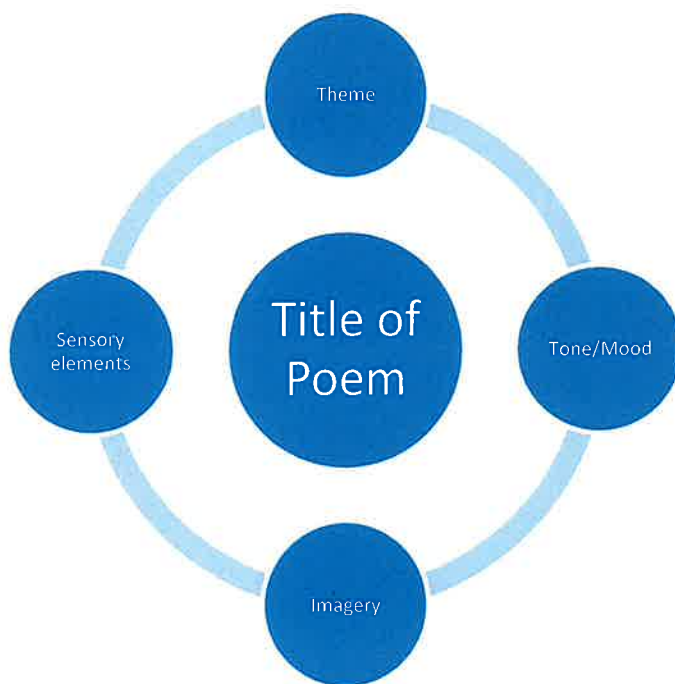 Theme
Title of
Poem
Sensory
elements
Tone/Mood
Imagery